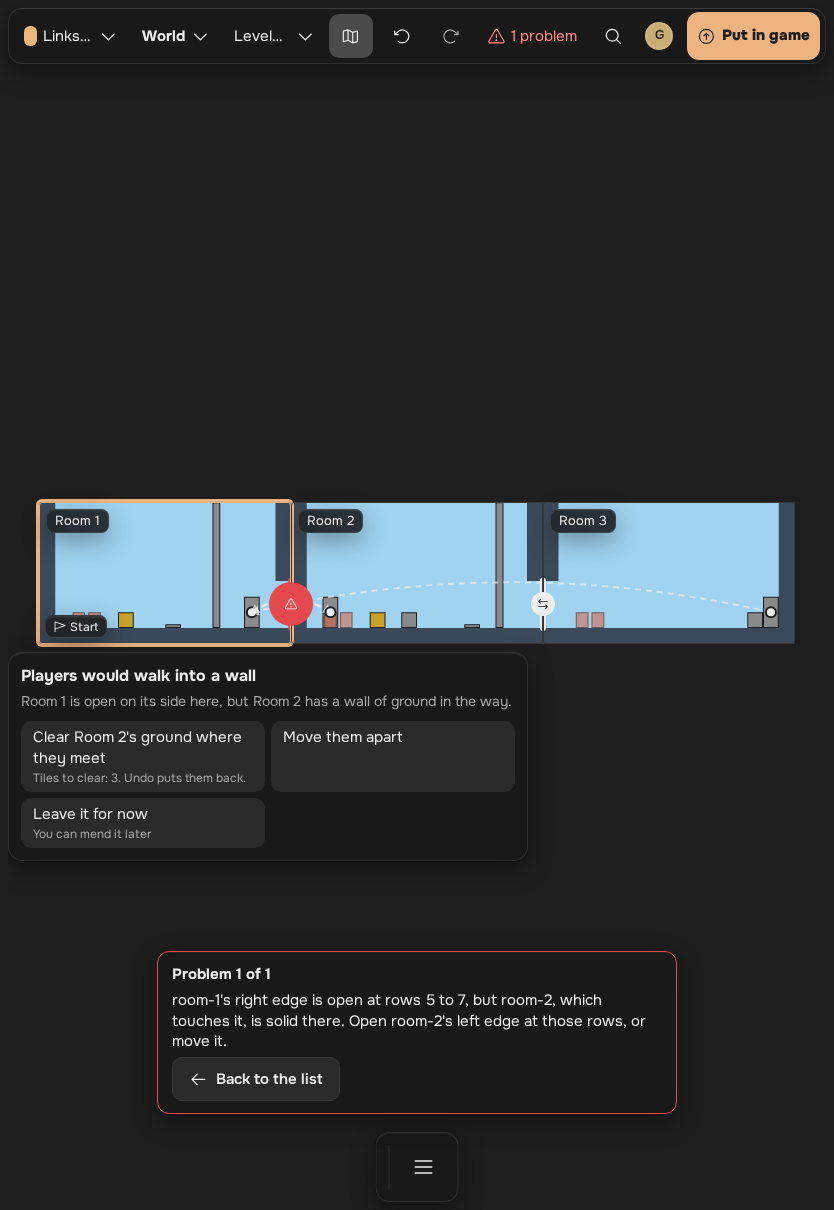 Links... World Level... 1 problem G Put in game
Room 1 Room 2 Room 3
Start
Players would walk into a wall
Room 1 is open on its side here, but Room 2 has a wall of ground in the way.
Clear Room 2's ground where
they meet
Tiles to clear: 3. Undo puts them back.
Move them apart
Leave it for now
You can mend it later
Problem 1 of 1
room-1's right edge is open at rows 5 to 7, but room-2, which
touches it, is solid there. Open room-2's left edge at those rows, or
move it.
Back to the list